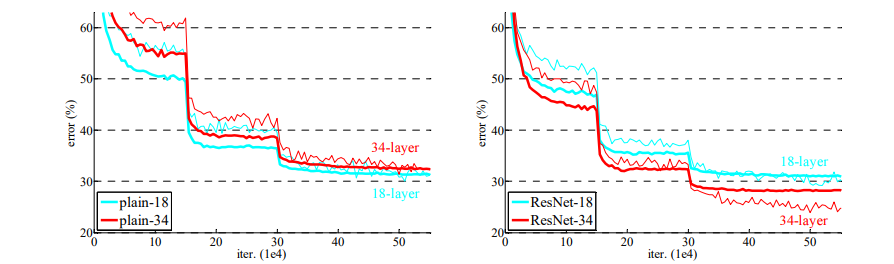 60
50
40
30
20
error (%)
0
10
20
30
40
50
iter. (1e4)
34-layer
18-layer
plain-18
plain-34
60
50
40
30
20
error (%)
0
10
20
30
40
50
iter. (1e4)
18-layer
34-layer
ResNet-18
ResNet-34